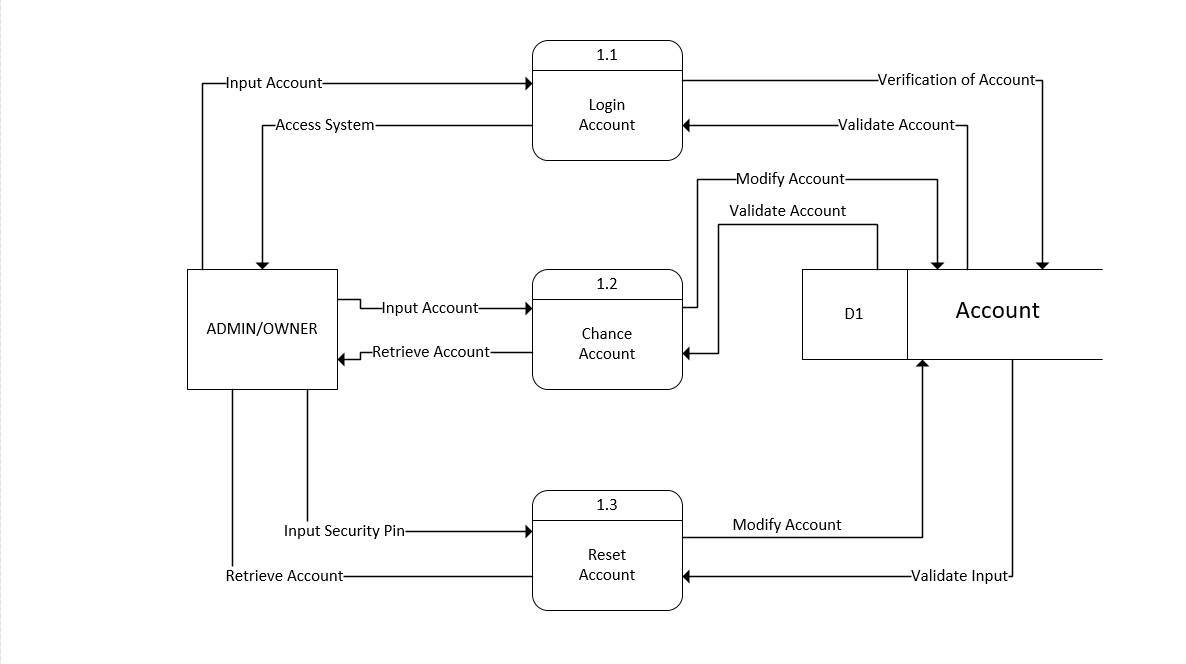 1.1
Input Account
Verification of Account
Login
Account
Access System
Validate Account
Modify Account
Validate Account
1.2
Input Account
ADMIN/OWNER
D1
Account
Chance
Account
Retrieve Account
1.3
Input Security Pin
Modify Account
Reset
Account
Retrieve Account
Validate Input